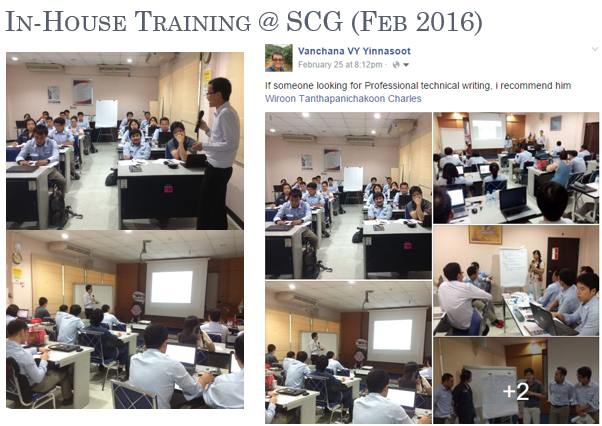 IN-HOUSE TRAINING @ SCG (FEB 2016)
Vanchana VY Yinnasoot
February 25 at 8:12pm ·
If someone looking for Professional technical writing, i recommend him
Wiroon Tanthapanichakoon Charles
+2